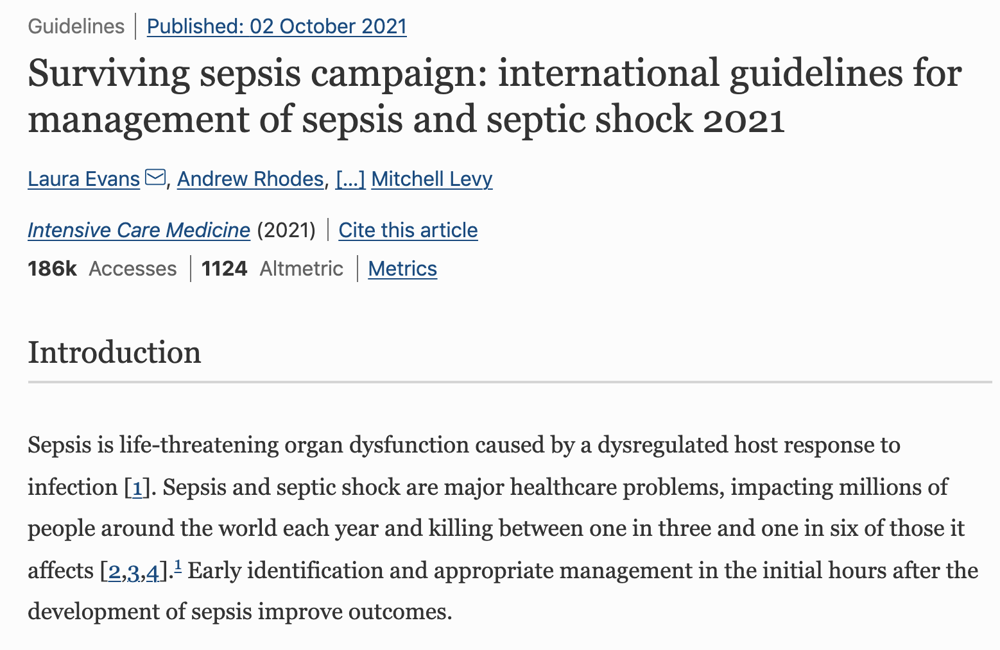 Guidelines | Published: 02 October 2021
Surviving sepsis campaign: international guidelines for
management of sepsis and septic shock 2021
Laura Evans, Andrew Rhodes, [...] Mitchell Levy
Intensive Care Medicine (2021) | Cite this article
186k Accesses | 1124 Altmetric | Metrics
Introduction
Sepsis is life-threatening organ dysfunction caused by a dysregulated host response to
infection [1]. Sepsis and septic shock are major healthcare problems, impacting millions of
people around the world each year and killing between one in three and one in six of those it
affects [2,3,4].1 Early identification and appropriate management in the initial hours after the
development of sepsis improve outcomes.